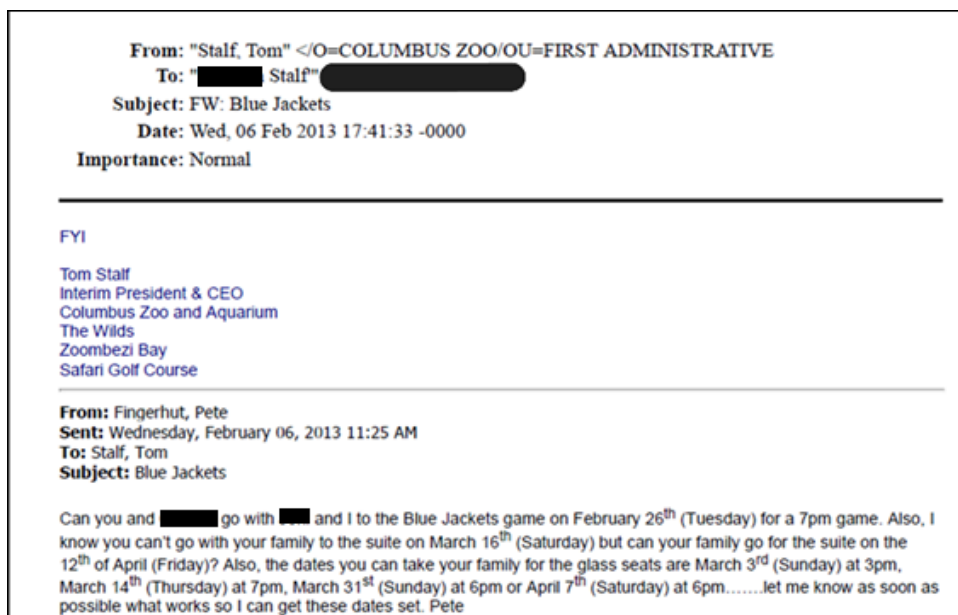 From: "Stalf, Tom" </O=COLUMBUS ZOO/OU=FIRST ADMINISTRATIVE
To: " Stalf"
Subject: FW: Blue Jackets
Date: Wed, 06 Feb 2013 17:41:33 -0000
Importance: Normal
FYI
Tom Stalf
Interim President & CEO
Columbus Zoo and Aquarium
The Wilds
Zoombezi Bay
Safari Golf Course
From: Fingerhut, Pete
Sent: Wednesday, February 06, 2013 11:25 AM
To: Stalf, Tom
Subject: Blue Jackets
Can you and go with and I to the Blue Jackets game on February 26th (Tuesday) for a 7pm game. Also, I
know you can't go with your family to the suite on March 16th (Saturday) but can your family go for the suite on the
12th of April (Friday)? Also, the dates you can take your family for the glass seats are March 3rd (Sunday) at 3pm,
March 14th (Thursday) at 7pm, March 31st (Sunday) at 6pm or April 7th (Saturday) at 6pm.......let me know as soon as
possible what works so I can get these dates set. Pete